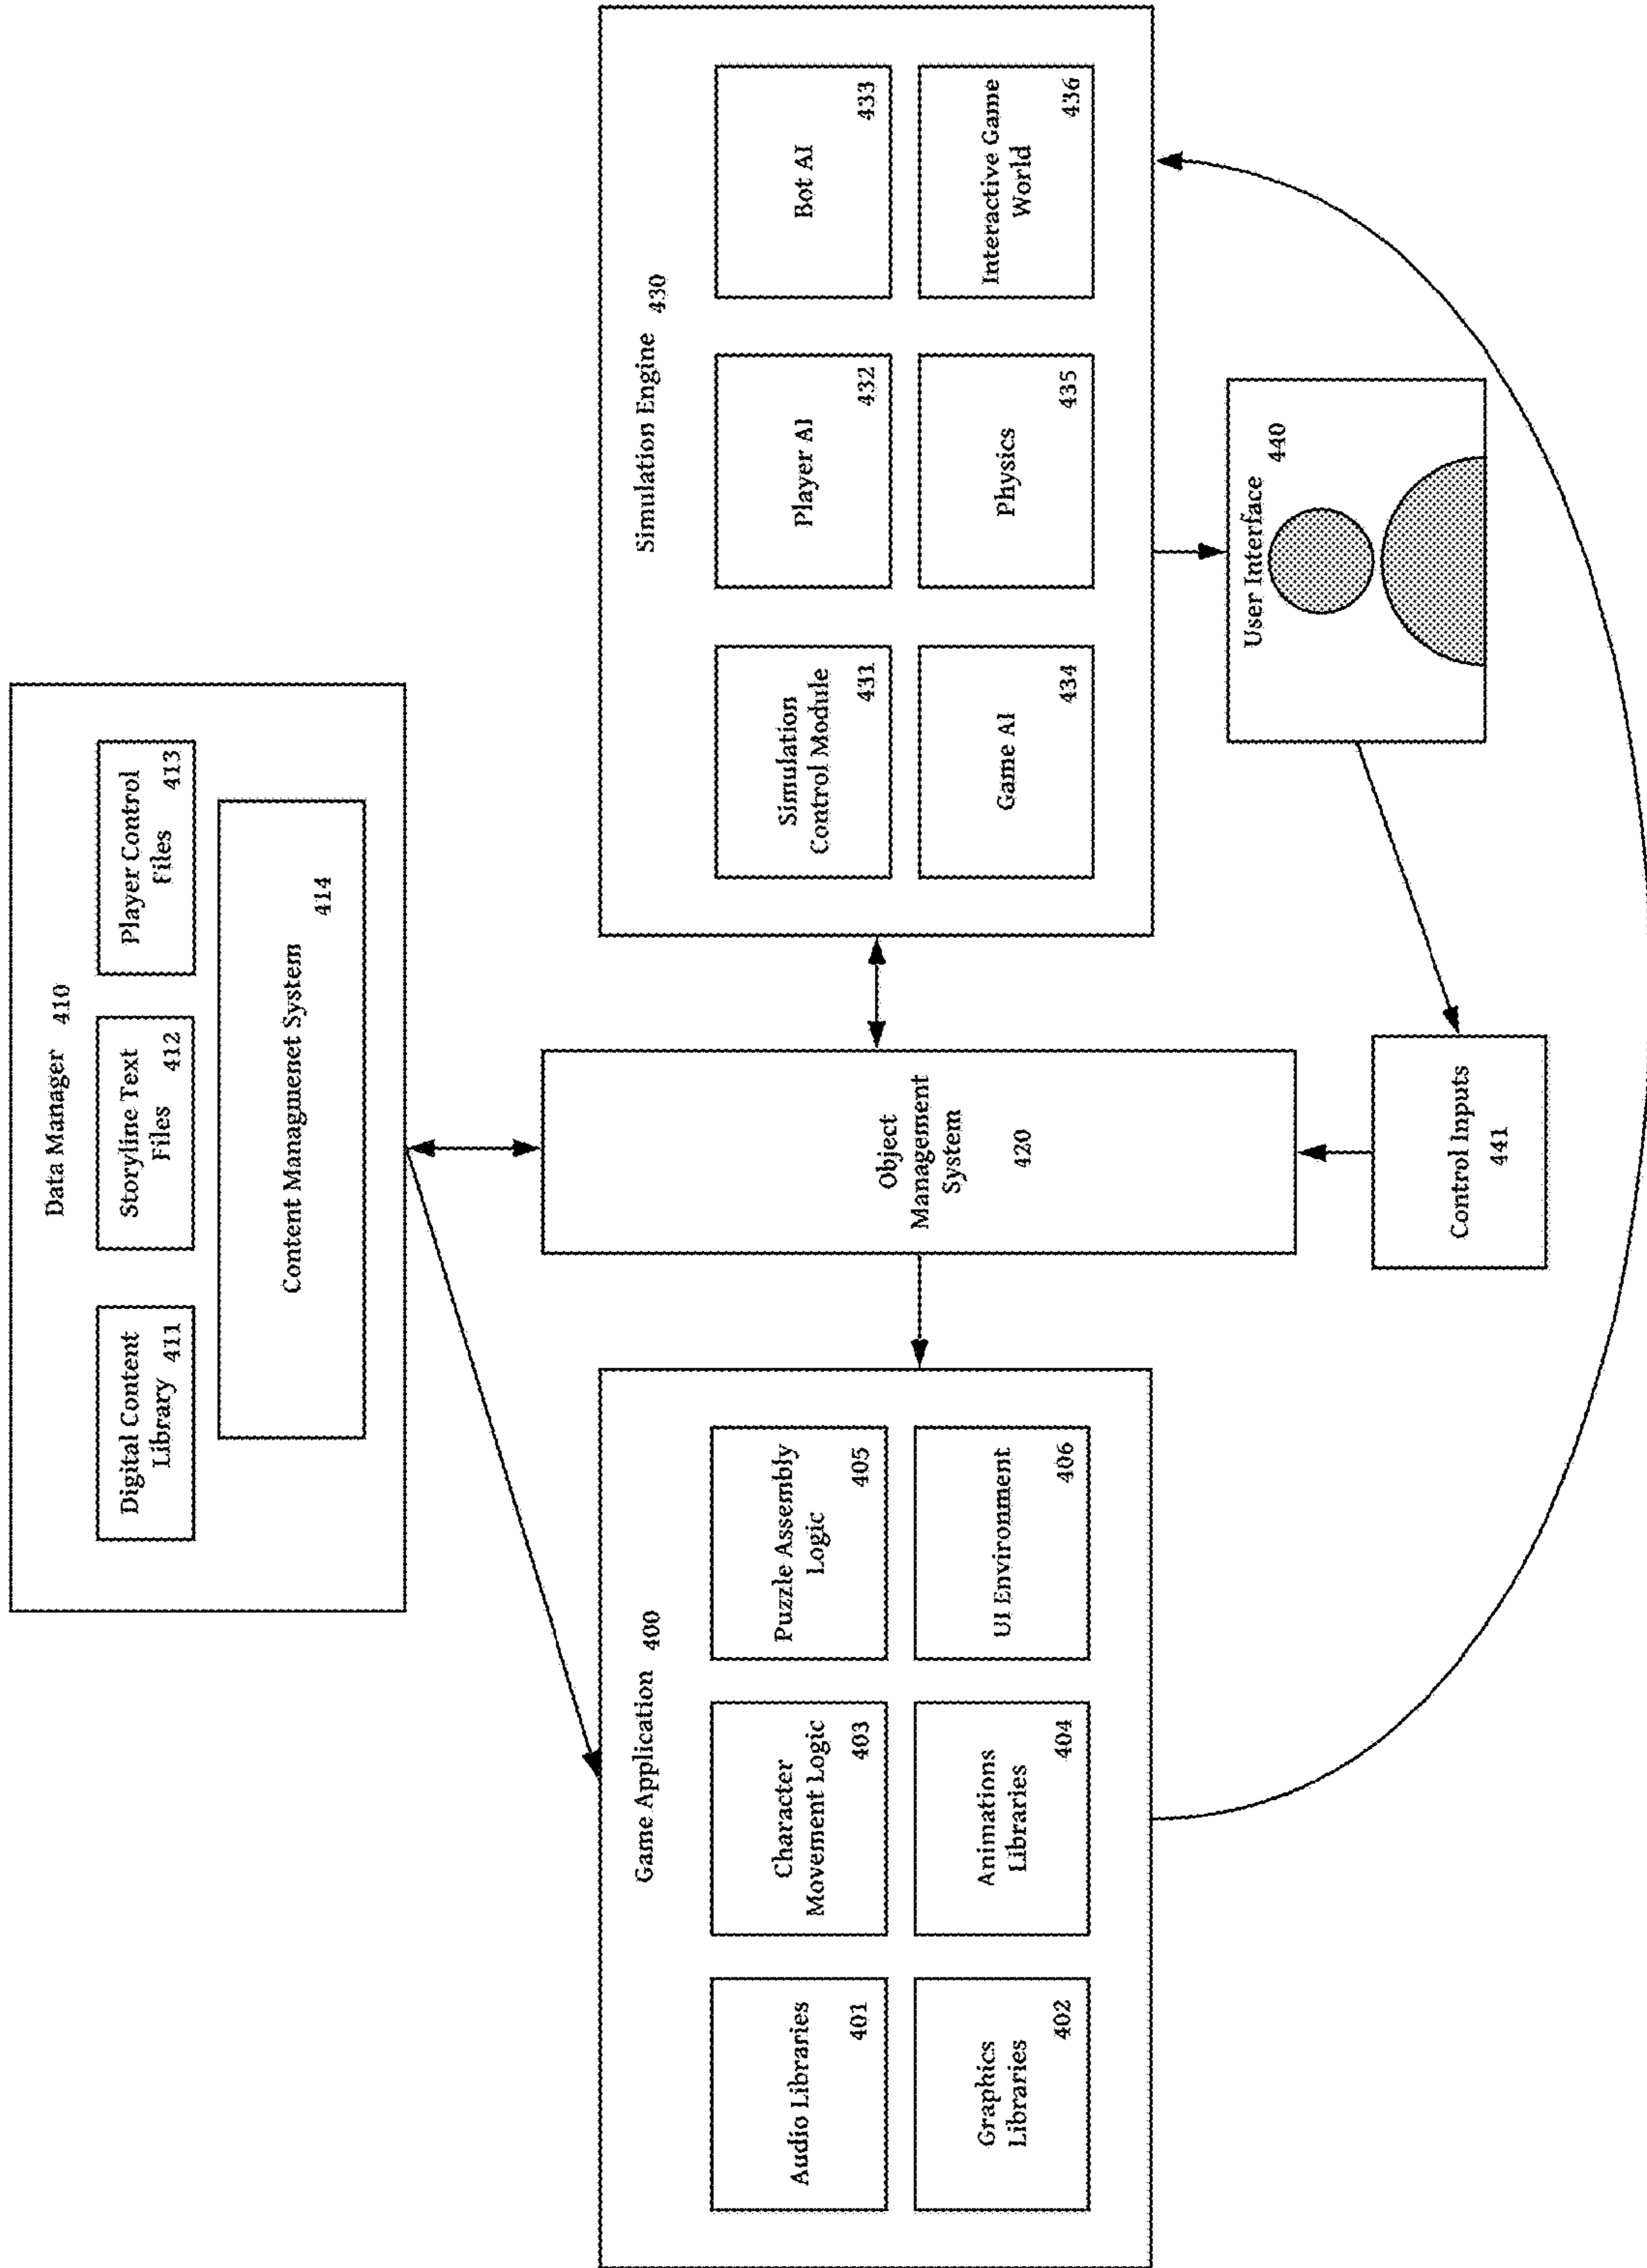 Data Manager 410
Digital Content
Library 411
Storyline Text
Files 412
Player Control
Files 413
Content Managmenet System
414
Game Application 400
Audio Libraries
401
Character
Movement Logic
403
Puzzle Assembly
Logic
405
Graphics
Libraries
402
Animations
Libraries
404
UI Environment
406
Object
Management
System
420
Simulation Engine 430
Simulation
Control Module
431
Player AI
432
Bot AI
433
Game AI
434
Physics
435
Interactive Game
World
436
Control Inputs
441
User Interface
440